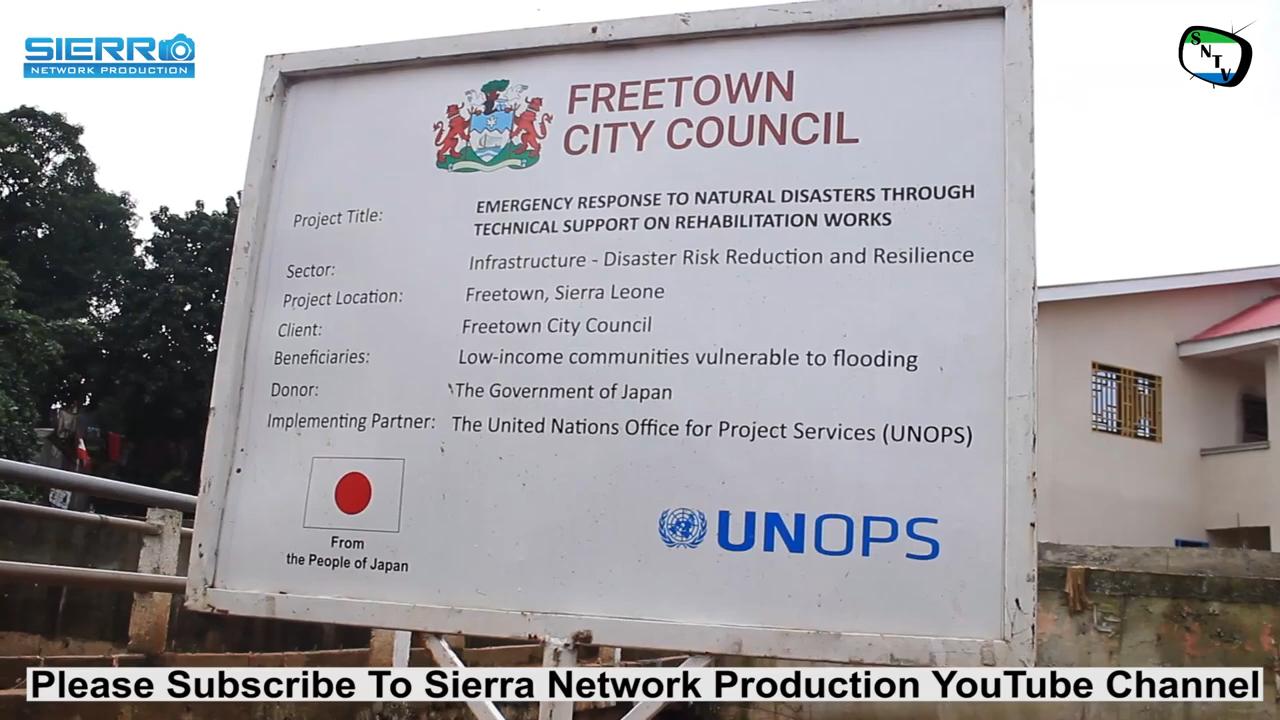 SIERR
NETWORK PRODUCTION
SNTV
FREETOWN
CITY COUNCIL
Project Title: EMERGENCY RESPONSE TO NATURAL DISASTERS THROUGH
TECHNICAL SUPPORT ON REHABILITATION WORKS
Sector: Infrastructure - Disaster Risk Reduction and Resilience
Project Location: Freetown, Sierra Leone
Client: Freetown City Council
Beneficiaries: Low-income communities vulnerable to flooding
Donor: The Government of Japan
Implementing Partner: The United Nations Office for Project Services (UNOPS)
From
the People of Japan
UNOPS
Please Subscribe To Sierra Network Production YouTube Channel